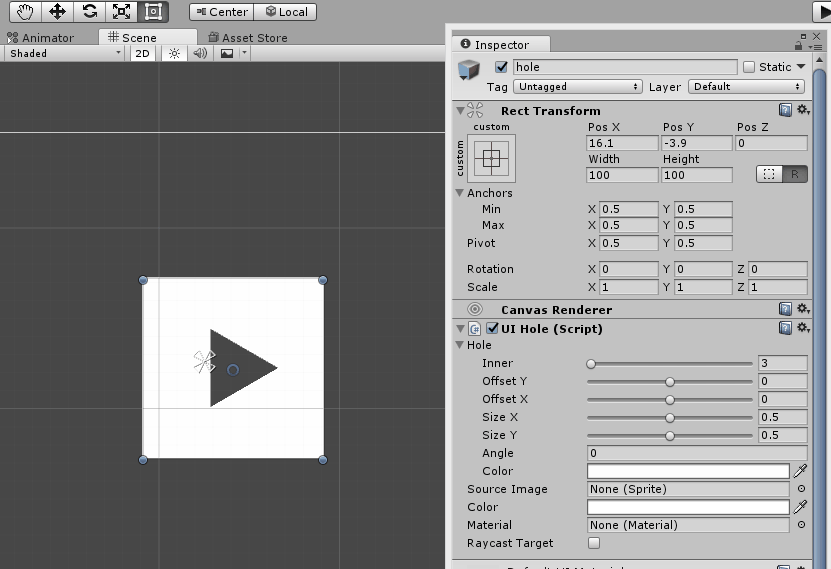 Center Local
Animator Scene Asset Store
Shaded 2D
Inspector
hole Static
Tag Untagged Layer Default
Rect Transform
custom Pos X Pos Y Pos Z
custom 16.1 -3.9 0
Width Height
100 100 R
Anchors
Min X 0.5 Y 0.5
Max X 0.5 Y 0.5
Pivot X 0.5 Y 0.5
Rotation X 0 Y 0 Z 0
Scale X 1 Y 1 Z 1
Canvas Renderer
C# UI Hole (Script)
Hole
Inner 3
Offset Y 0
Offset X 0
Size X 0.5
Size Y 0.5
Angle 0
Color
Source Image None (Sprite)
Color
Material None (Material)
Raycast Target